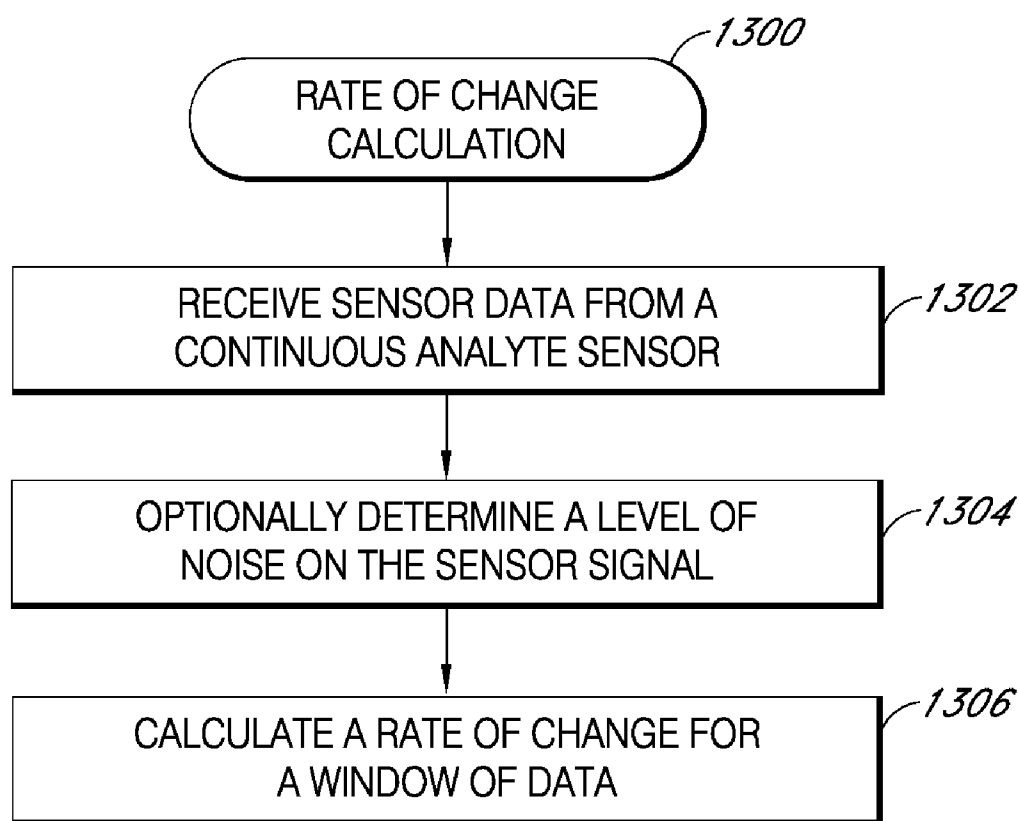 1300
RATE OF CHANGE
CALCULATION
RECEIVE SENSOR DATA FROM A
CONTINUOUS ANALYTE SENSOR
1302
OPTIONALLY DETERMINE A LEVEL OF
NOISE ON THE SENSOR SIGNAL
1304
CALCULATE A RATE OF CHANGE FOR
A WINDOW OF DATA
1306